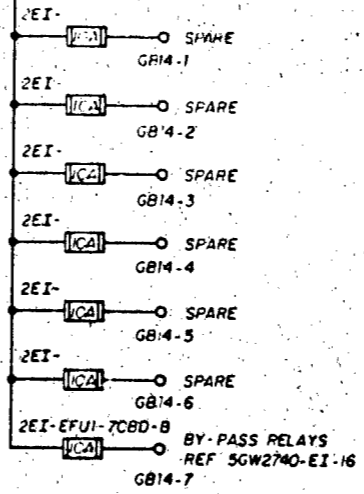 2EI-
ICA SPARE
GB14-1
2EI-
ICA SPARE
GB14-2
2EI-
ICA SPARE
GB14-3
2EI-
ICA SPARE
GB14-4
2EI-
ICA SPARE
GB14-5
2EI-
ICA SPARE
GB14-6
2EI-EFU1-7CBD-8
ICA BY-PASS RELAYS
REF 5GW2740-EI-16
GB14-7